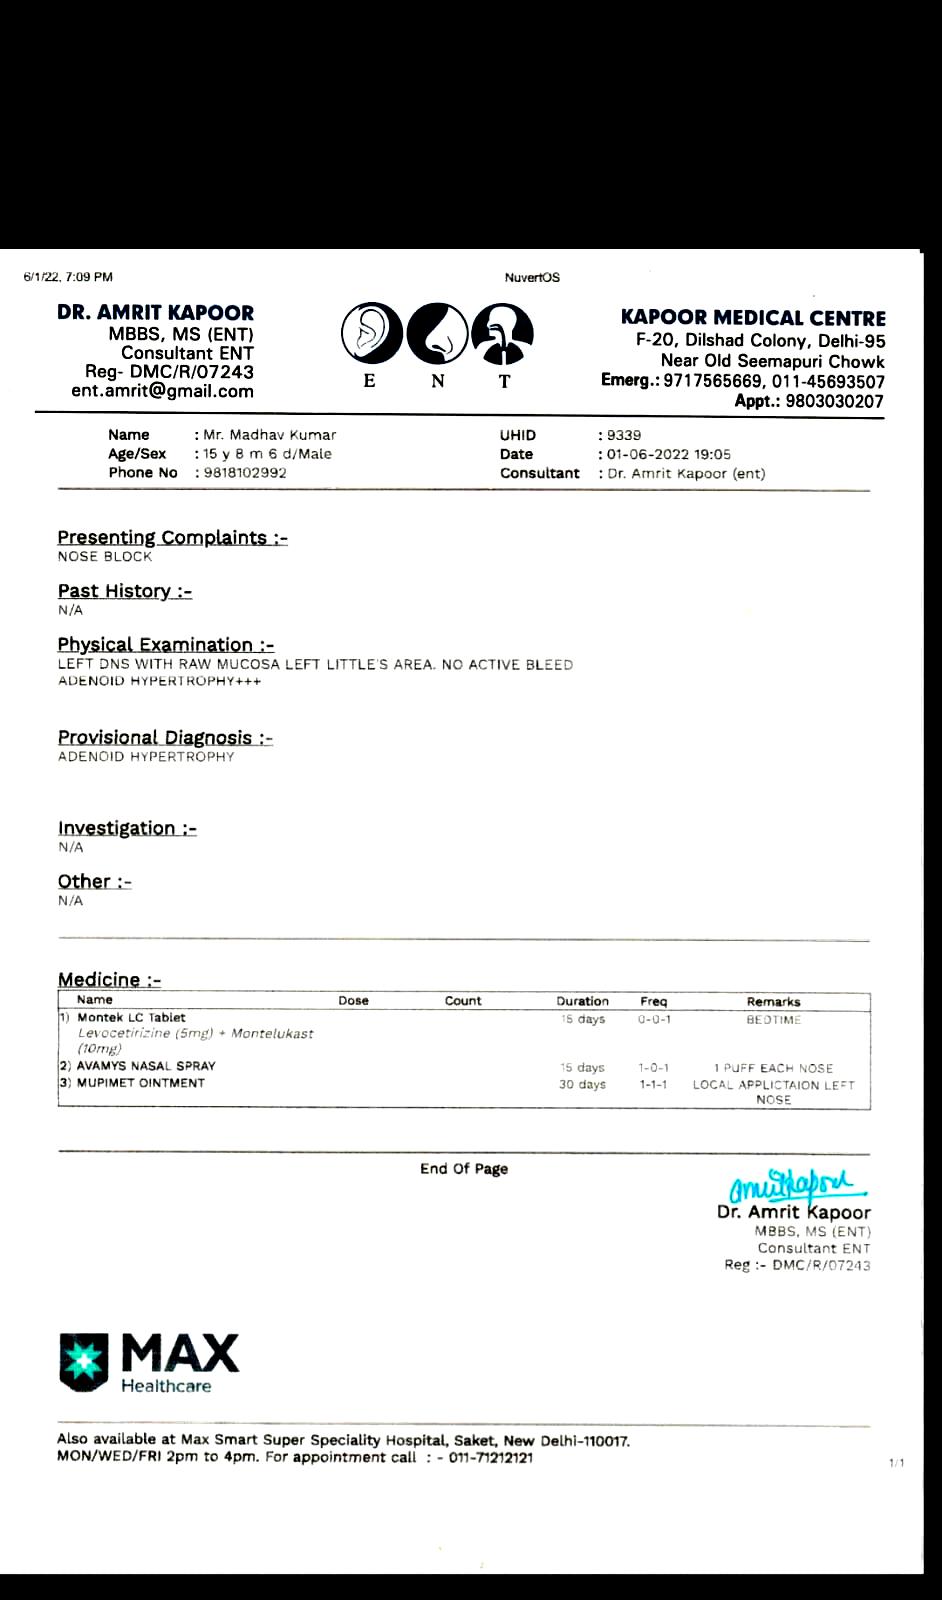 6/1/22, 7:09 PM NuvertOS
DR. AMRIT KAPOOR
MBBS, MS (ENT)
Consultant ENT
Reg- DMC/R/07243
ent.amrit@gmail.com
E N T
KAPOOR MEDICAL CENTRE
F-20, Dilshad Colony, Delhi-95
Near Old Seemapuri Chowk
Emerg.: 9717565669, 011-45693507
Appt.: 9803030207
Name : Mr. Madhav Kumar UHID : 9339
Age/Sex : 15 y 8 m 6 d/Male Date : 01-06-2022 19:05
Phone No : 9818102992 Consultant : Dr. Amrit Kapoor (ent)
Presenting Complaints :-
NOSE BLOCK
Past History :-
N/A
Physical Examination :-
LEFT DNS WITH RAW MUCOSA LEFT LITTLE'S AREA. NO ACTIVE BLEED
ADENOID HYPERTROPHY+++
Provisional Diagnosis :-
ADENOID HYPERTROPHY
Investigation :-
N/A
Other :-
N/A
Medicine :-
Name Dose Count Duration Freq Remarks
1) Montek LC Tablet 15 days 0-0-1 BEDTIME
Levocetirizine (5mg) + Montelukast
(10mg)
2) AVAMYS NASAL SPRAY 15 days 1-0-1 1 PUFF EACH NOSE
3) MUPIMET OINTMENT 30 days 1-1-1 LOCAL APPLICTAION LEFT
NOSE
End Of Page
Amritkapoor
Dr. Amrit Kapoor
MBBS, MS (ENT)
Consultant ENT
Reg :- DMC/R/07243
MAX
Healthcare
Also available at Max Smart Super Speciality Hospital, Saket, New Delhi-110017.
MON/WED/FRI 2pm to 4pm. For appointment call : - 011-71212121
1/1